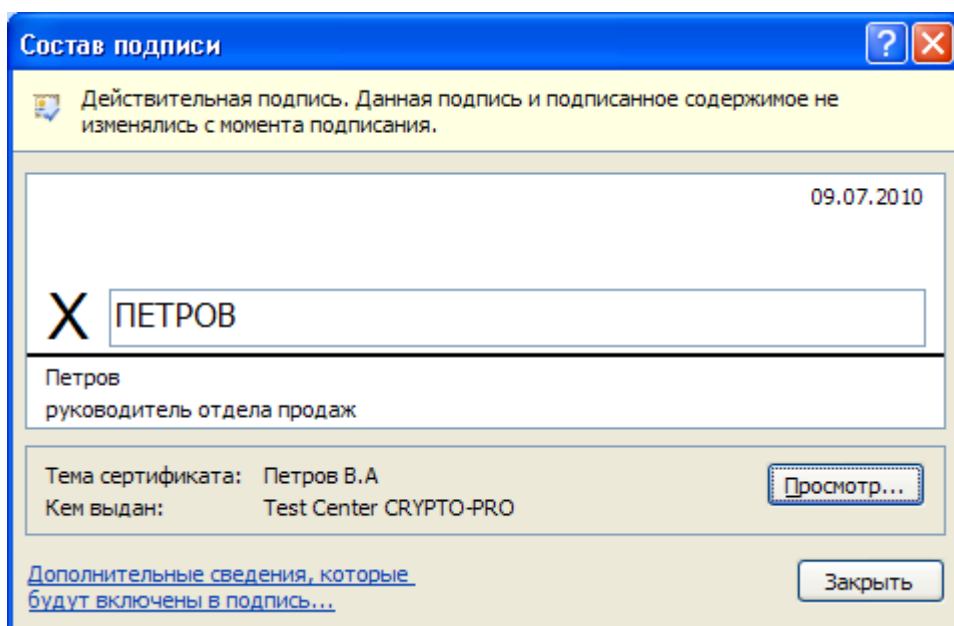 Состав подписи
Действительная подпись. Данная подпись и подписанное содержимое не
изменялись с момента подписания.
09.07.2010
X ПЕТРОВ
Петров
руководитель отдела продаж
Тема сертификата: Петров В.А
Кем выдан: Test Center CRYPTO-PRO
Просмотр...
Дополнительные сведения, которые
будут включены в подпись...
Закрыть